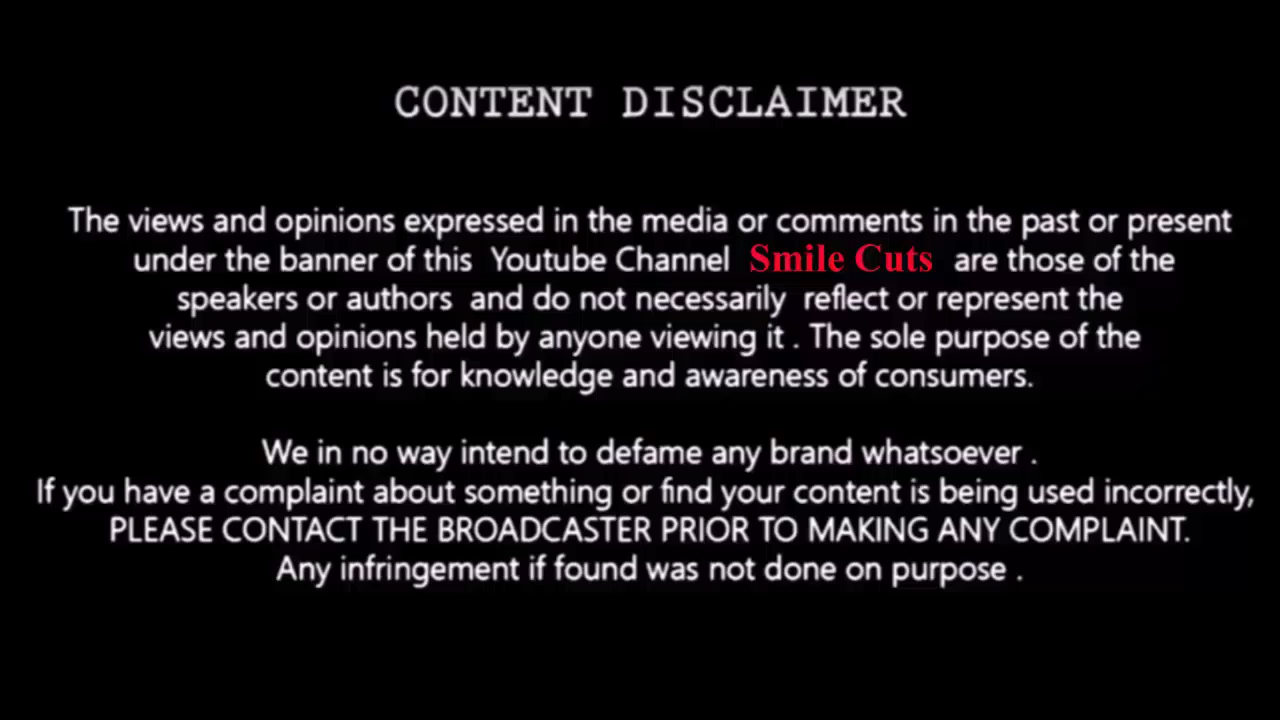 CONTENT DISCLAIMER
The views and opinions expressed in the media or comments in the past or present
under the banner of this Youtube Channel Smile Cuts are those of the
speakers or authors and do not necessarily reflect or represent the
views and opinions held by anyone viewing it . The sole purpose of the
content is for knowledge and awareness of consumers.
We in no way intend to defame any brand whatsoever .
If you have a complaint about something or find your content is being used incorrectly,
PLEASE CONTACT THE BROADCASTER PRIOR TO MAKING ANY COMPLAINT.
Any infringement if found was not done on purpose .